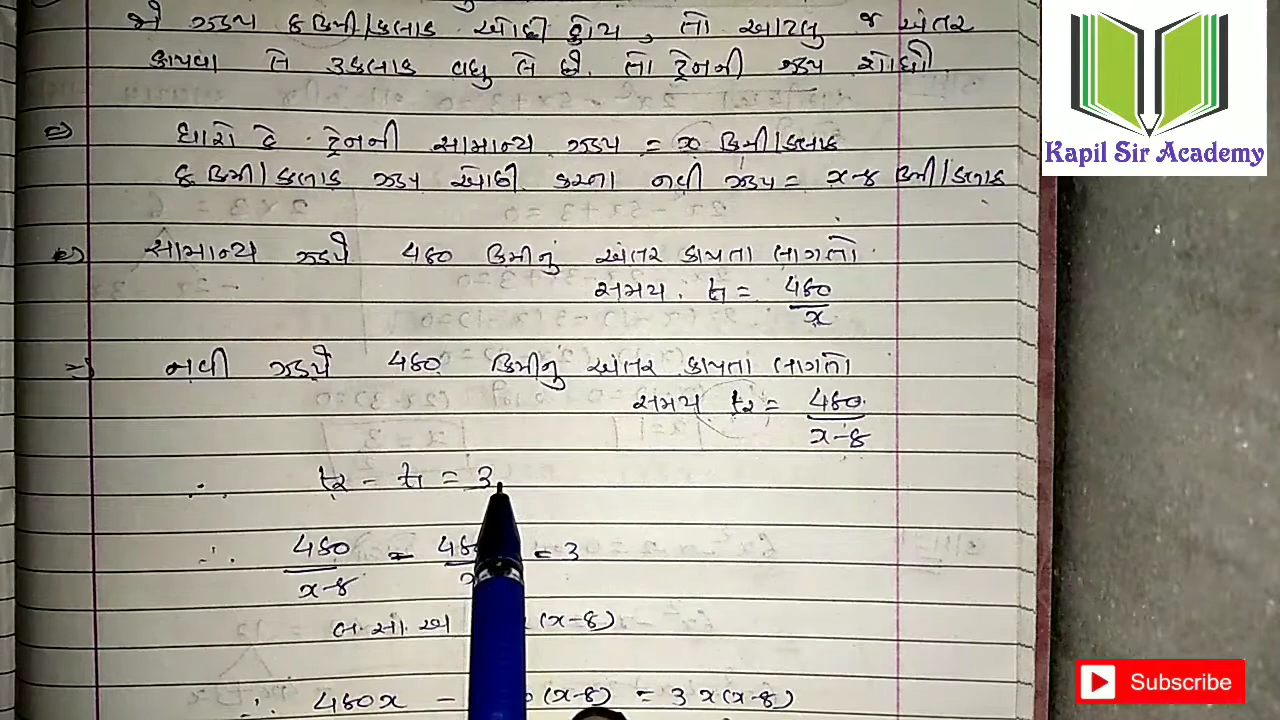 જો ઝડપ 8 કિમી/કલાક ઓછી હોય, તો આટલુ જ અંતર
કાપવા તે 3 કલાક વધુ લે છે. તો ટ્રેનની ઝડપ શોધો
ધારો કે ટ્રેનની સામાન્ય ઝડપ = x કિમી/કલાક
8 કિમી/કલાક ઝડપ ઓછી કરતા નવી ઝડપ = x-8 કિમી/કલાક
સામાન્ય ઝડપે 480 કિમીનું અંતર કાપતા લાગતો
સમય t1 = 480/x
નવી ઝડપે 480 કિમીનું અંતર કાપતા લાગતો
સમય t2 = 480/x-8
∴ t2 - t1 = 3
∴ 480/x-8 - = 3
લ.સા.અ (x-8)
∴ 480x - (x-8) = 3x(x-8)
Kapil Sir Academy
Subscribe